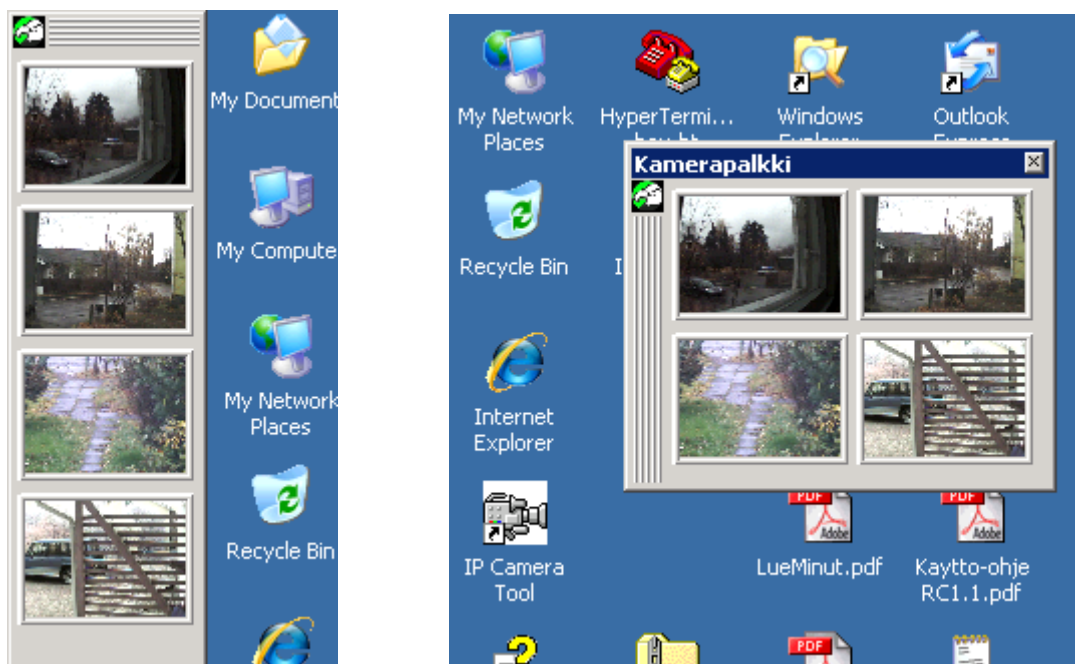 My Document
My Compute
My Network
Places
Recycle Bin
My Network
Places
HyperTermi...
Windows
Outlook
Kamerapalkki
Recycle Bin
I
Internet
Explorer
IP Camera
Tool
PDF
Adobe
LueMinut.pdf
PDF
Adobe
Kaytto-ohje
RC1.1.pdf
PDF